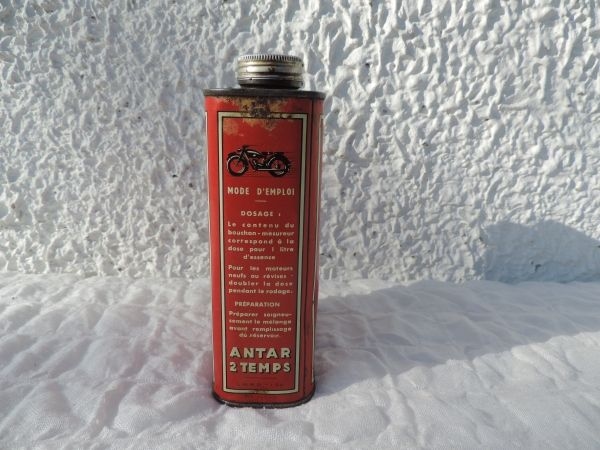 MODE D'EMPLOI
DOSAGE :
Le contenu du
bouchon-mesureur
correspond à la
dose pour 1 litre
d'essence
Pour les moteurs
neufs ou révisés -
doubler la dose
pendant le rodage.
PRÉPARATION
Préparer soigneu-
sement le mélange
avant remplissage
du réservoir.
ANTAR
2 TEMPS